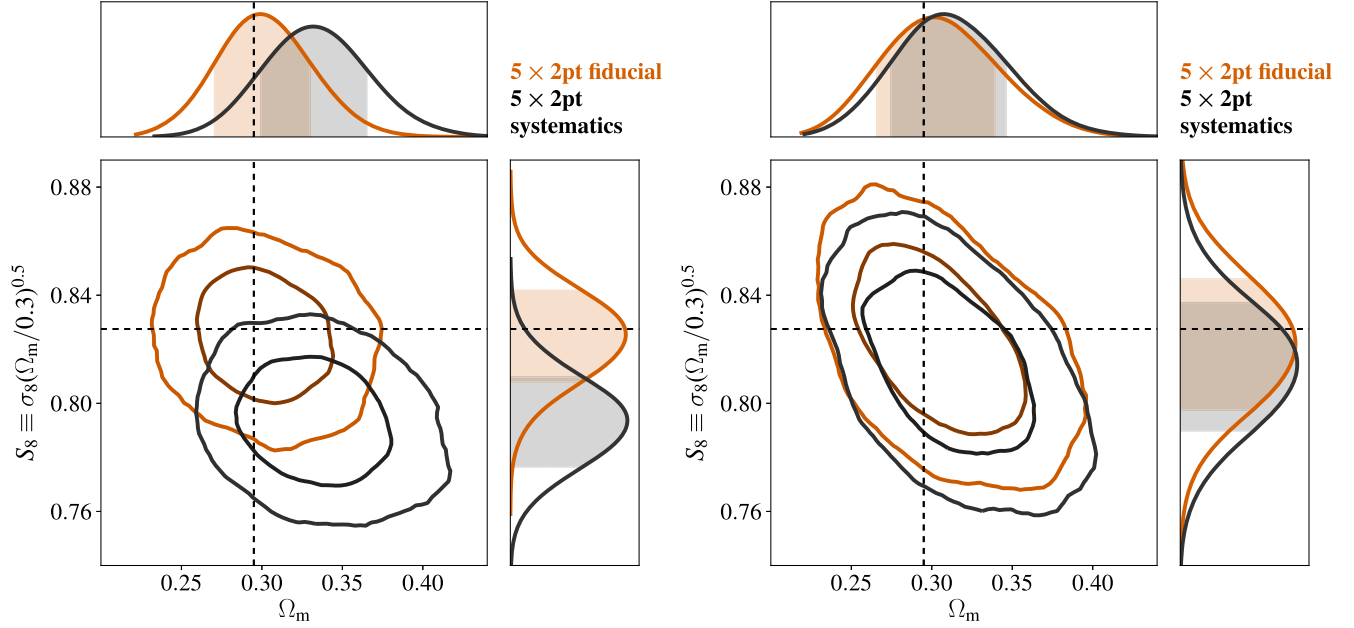 5 × 2pt fiducial
5 × 2pt
systematics
0.88
0.84
0.80
0.76
S₈ ≡ σ₈(Ωₘ/0.3)⁰·⁵
0.25
0.30
0.35
0.40
Ωₘ
5 × 2pt fiducial
5 × 2pt
systematics
0.88
0.84
0.80
0.76
S₈ ≡ σ₈(Ωₘ/0.3)⁰·⁵
0.25
0.30
0.35
0.40
Ωₘ